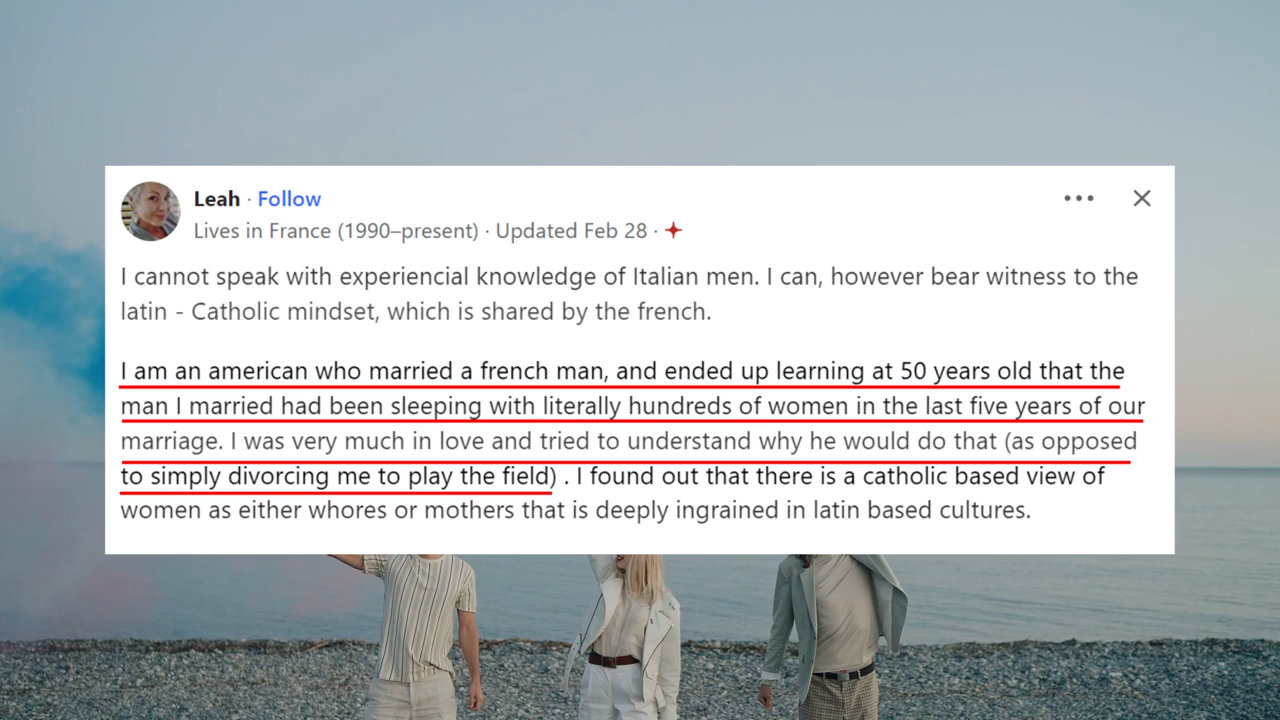 Leah · Follow
Lives in France (1990–present) · Updated Feb 28 ·
I cannot speak with experiencial knowledge of Italian men. I can, however bear witness to the
latin - Catholic mindset, which is shared by the french.
I am an american who married a french man, and ended up learning at 50 years old that the
man I married had been sleeping with literally hundreds of women in the last five years of our
marriage. I was very much in love and tried to understand why he would do that (as opposed
to simply divorcing me to play the field) . I found out that there is a catholic based view of
women as either whores or mothers that is deeply ingrained in latin based cultures.